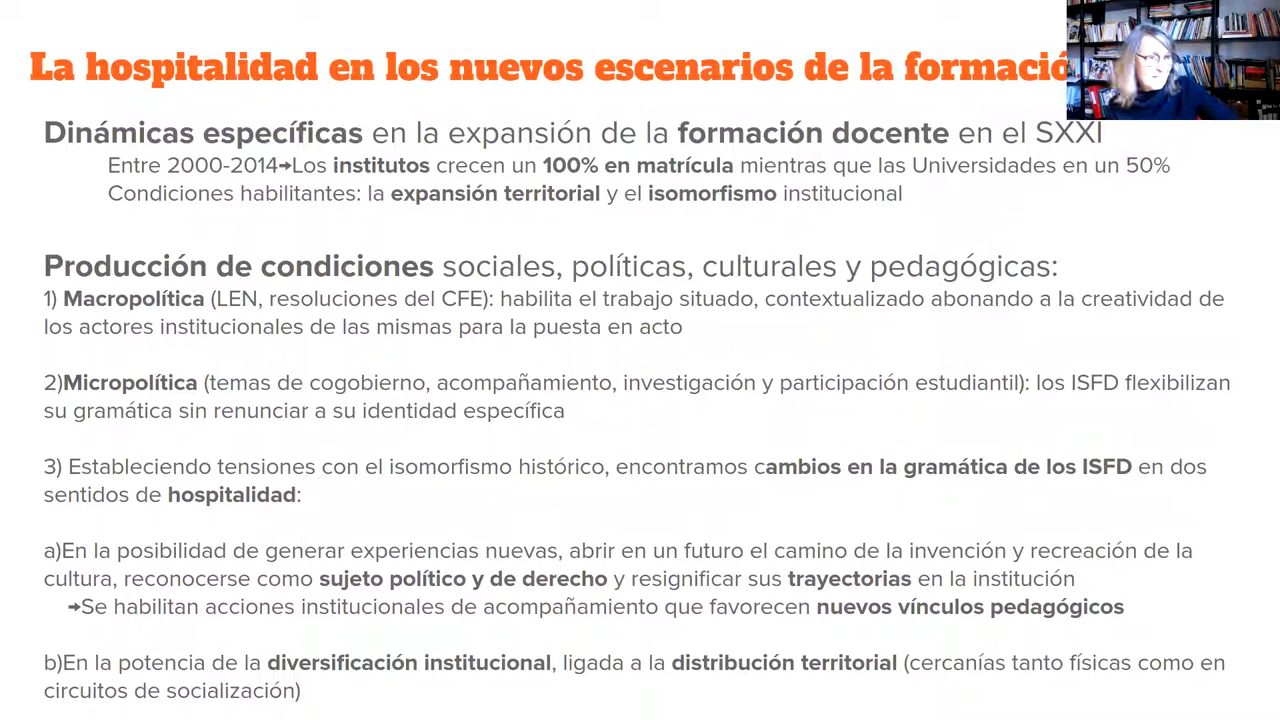 La hospitalidad en los nuevos escenarios de la formació
Dinámicas específicas en la expansión de la formación docente en el SXXI
Entre 2000-2014→Los institutos crecen un 100% en matrícula mientras que las Universidades en un 50%
Condiciones habilitantes: la expansión territorial y el isomorfismo institucional
Producción de condiciones sociales, políticas, culturales y pedagógicas:
1) Macropolítica (LEN, resoluciones del CFE): habilita el trabajo situado, contextualizado abonando a la creatividad de
los actores institucionales de las mismas para la puesta en acto
2)Micropolítica (temas de cogobierno, acompañamiento, investigación y participación estudiantil): los ISFD flexibilizan
su gramática sin renunciar a su identidad específica
3) Estableciendo tensiones con el isomorfismo histórico, encontramos cambios en la gramática de los ISFD en dos
sentidos de hospitalidad:
a)En la posibilidad de generar experiencias nuevas, abrir en un futuro el camino de la invención y recreación de la
cultura, reconocerse como sujeto político y de derecho y resignificar sus trayectorias en la institución
→Se habilitan acciones institucionales de acompañamiento que favorecen nuevos vínculos pedagógicos
b)En la potencia de la diversificación institucional, ligada a la distribución territorial (cercanías tanto físicas como en
circuitos de socialización)